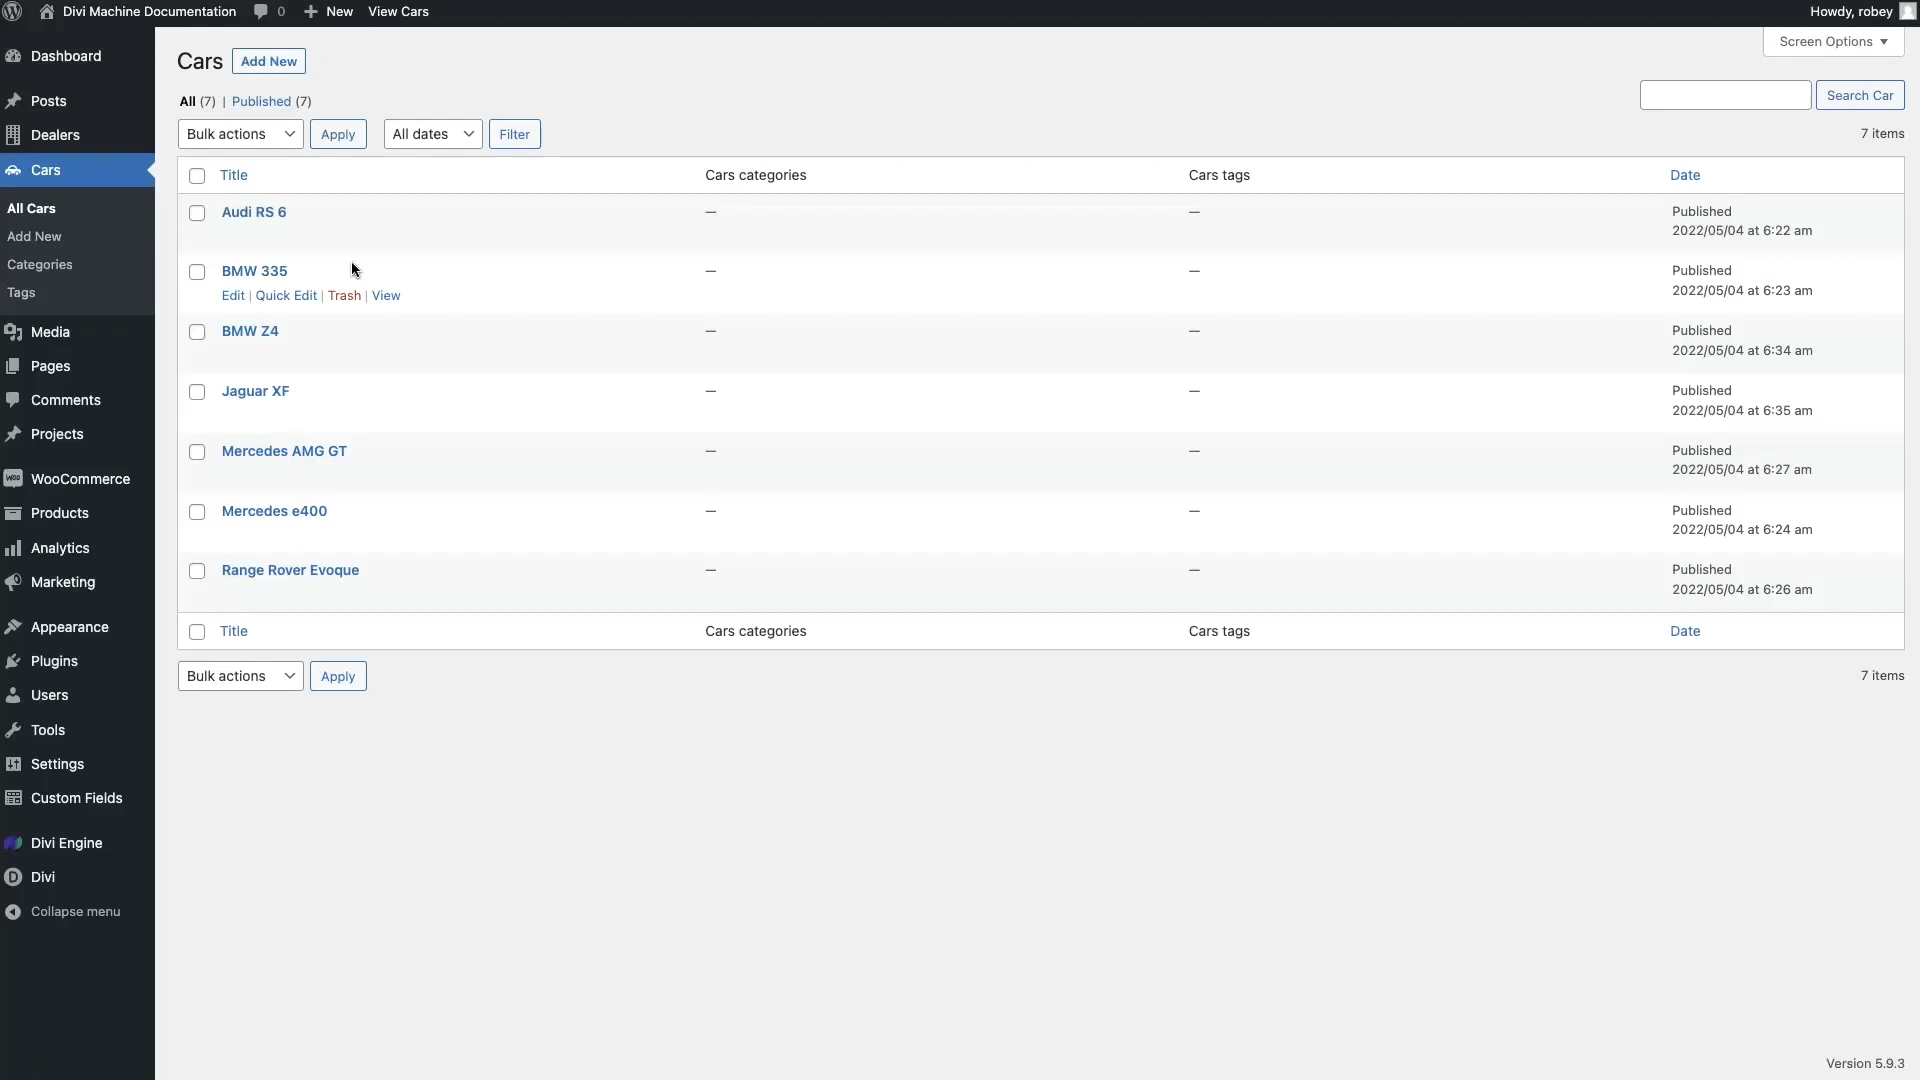 Divi Machine Documentation 0 New View Cars Howdy, robey
Screen Options
Dashboard
Posts
Dealers
Cars
All Cars
Add New
Categories
Tags
Media
Pages
Comments
Projects
WooCommerce
Products
Analytics
Marketing
Appearance
Plugins
Users
Tools
Settings
Custom Fields
Divi Engine
Divi
Collapse menu
Cars Add New
All (7) | Published (7)
Search Car
Bulk actions Apply All dates Filter 7 items
Title Cars categories Cars tags Date
Audi RS 6 — — Published
2022/05/04 at 6:22 am
BMW 335 — — Published
Edit | Quick Edit | Trash | View 2022/05/04 at 6:23 am
BMW Z4 — — Published
2022/05/04 at 6:34 am
Jaguar XF — — Published
2022/05/04 at 6:35 am
Mercedes AMG GT — — Published
2022/05/04 at 6:27 am
Mercedes e400 — — Published
2022/05/04 at 6:24 am
Range Rover Evoque — — Published
2022/05/04 at 6:26 am
Title Cars categories Cars tags Date
Bulk actions Apply 7 items
Version 5.9.3